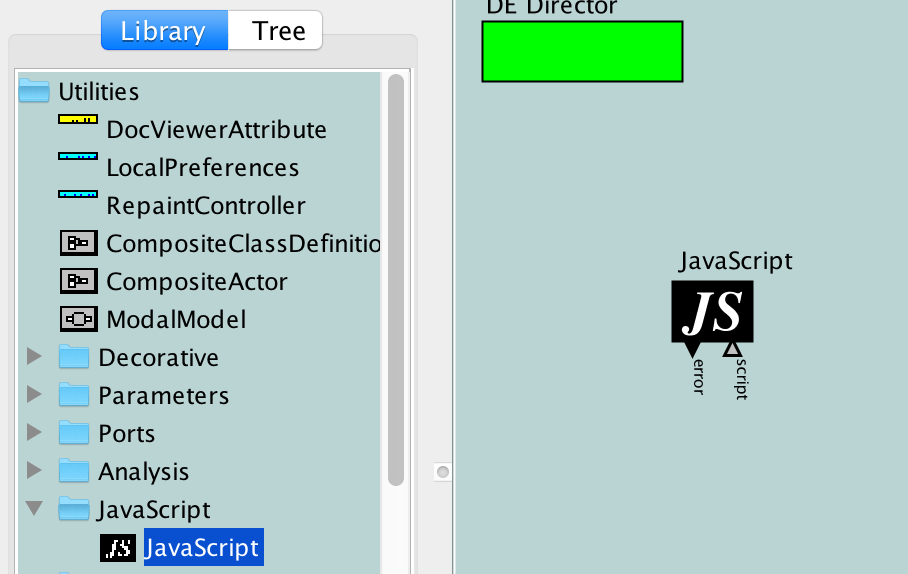 Library
Tree
Utilities
DocViewerAttribute
LocalPreferences
RepaintController
CompositeClassDefinitio
CompositeActor
ModalModel
Decorative
Parameters
Ports
Analysis
JavaScript
JS JavaScript
DE Director
JavaScript
JS
error
script